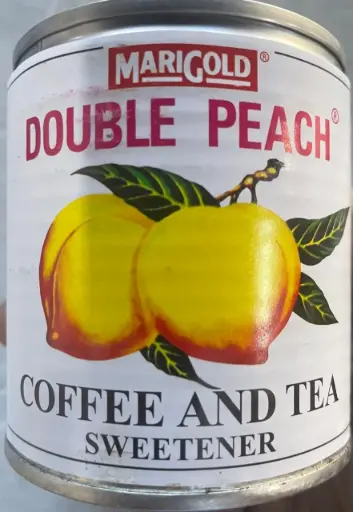 MARIGOLD®
DOUBLE PEACH®
COFFEE AND TEA
SWEETENER